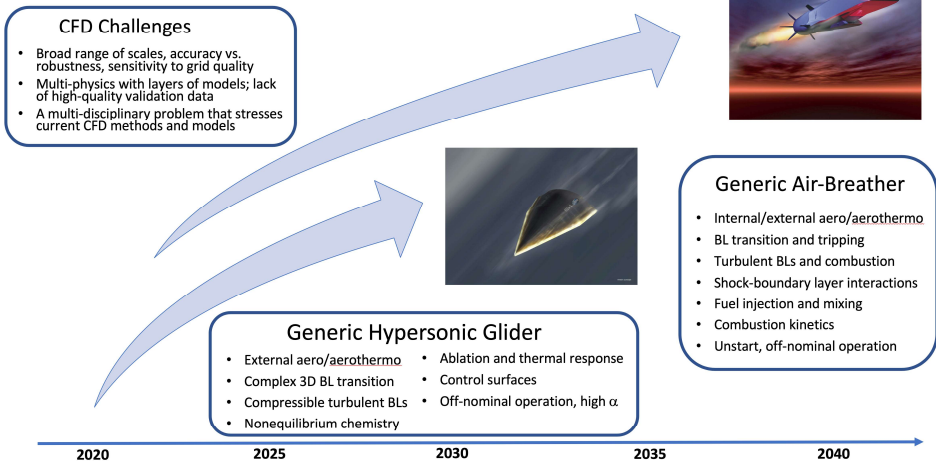 CFD Challenges
• Broad range of scales, accuracy vs.
robustness, sensitivity to grid quality
• Multi-physics with layers of models; lack
of high-quality validation data
• A multi-disciplinary problem that stresses
current CFD methods and models
Generic Air-Breather
• Internal/external aero/aerothermo
• BL transition and tripping
• Turbulent BLs and combustion
• Shock-boundary layer interactions
• Fuel injection and mixing
• Combustion kinetics
• Unstart, off-nominal operation
Generic Hypersonic Glider
• External aero/aerothermo
• Complex 3D BL transition
• Compressible turbulent BLs
• Nonequilibrium chemistry
• Ablation and thermal response
• Control surfaces
• Off-nominal operation, high α
2020 2025 2030 2035 2040